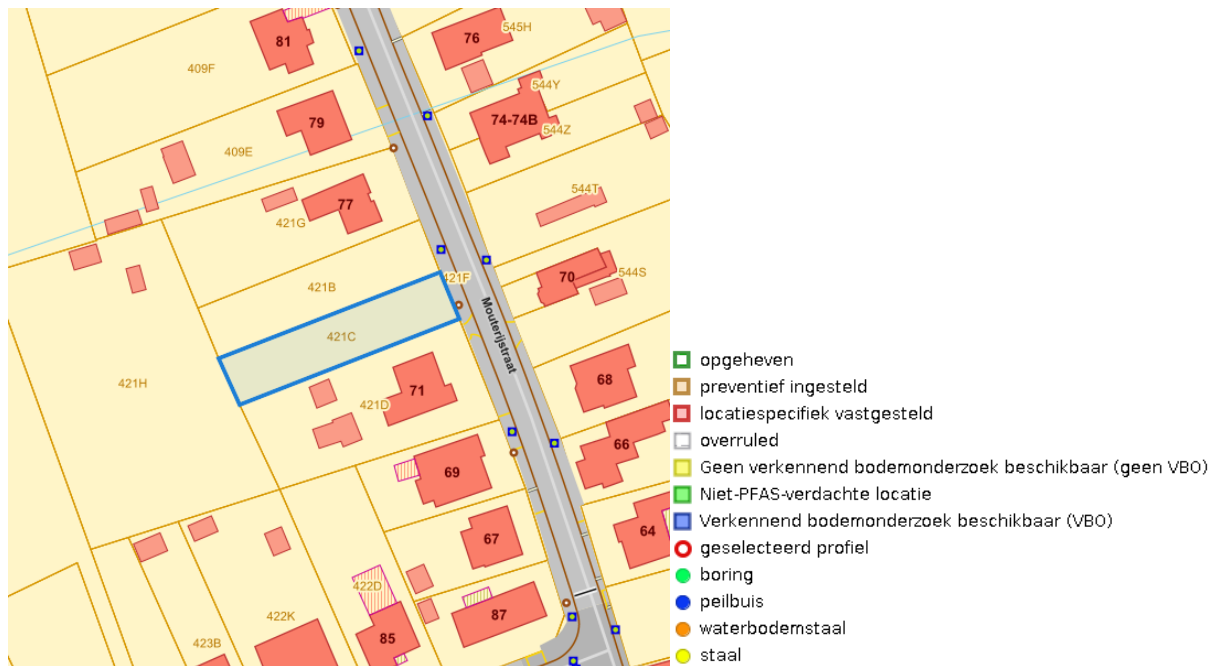 545H
81
76
409F
544Y
79
74-74B
544Z
409E
544T
77
421G
421F
70
544S
421B
Mouterijstraat
421C
421H
68
421D
71
66
69
64
67
422D
87
422K
85
423B
opgeheven
preventief ingesteld
locatiespecifiek vastgesteld
overruled
Geen verkennend bodemonderzoek beschikbaar (geen VBO)
Niet-PFAS-verdachte locatie
Verkennend bodemonderzoek beschikbaar (VBO)
geselecteerd profiel
boring
peilbuis
waterbodemstaal
staal